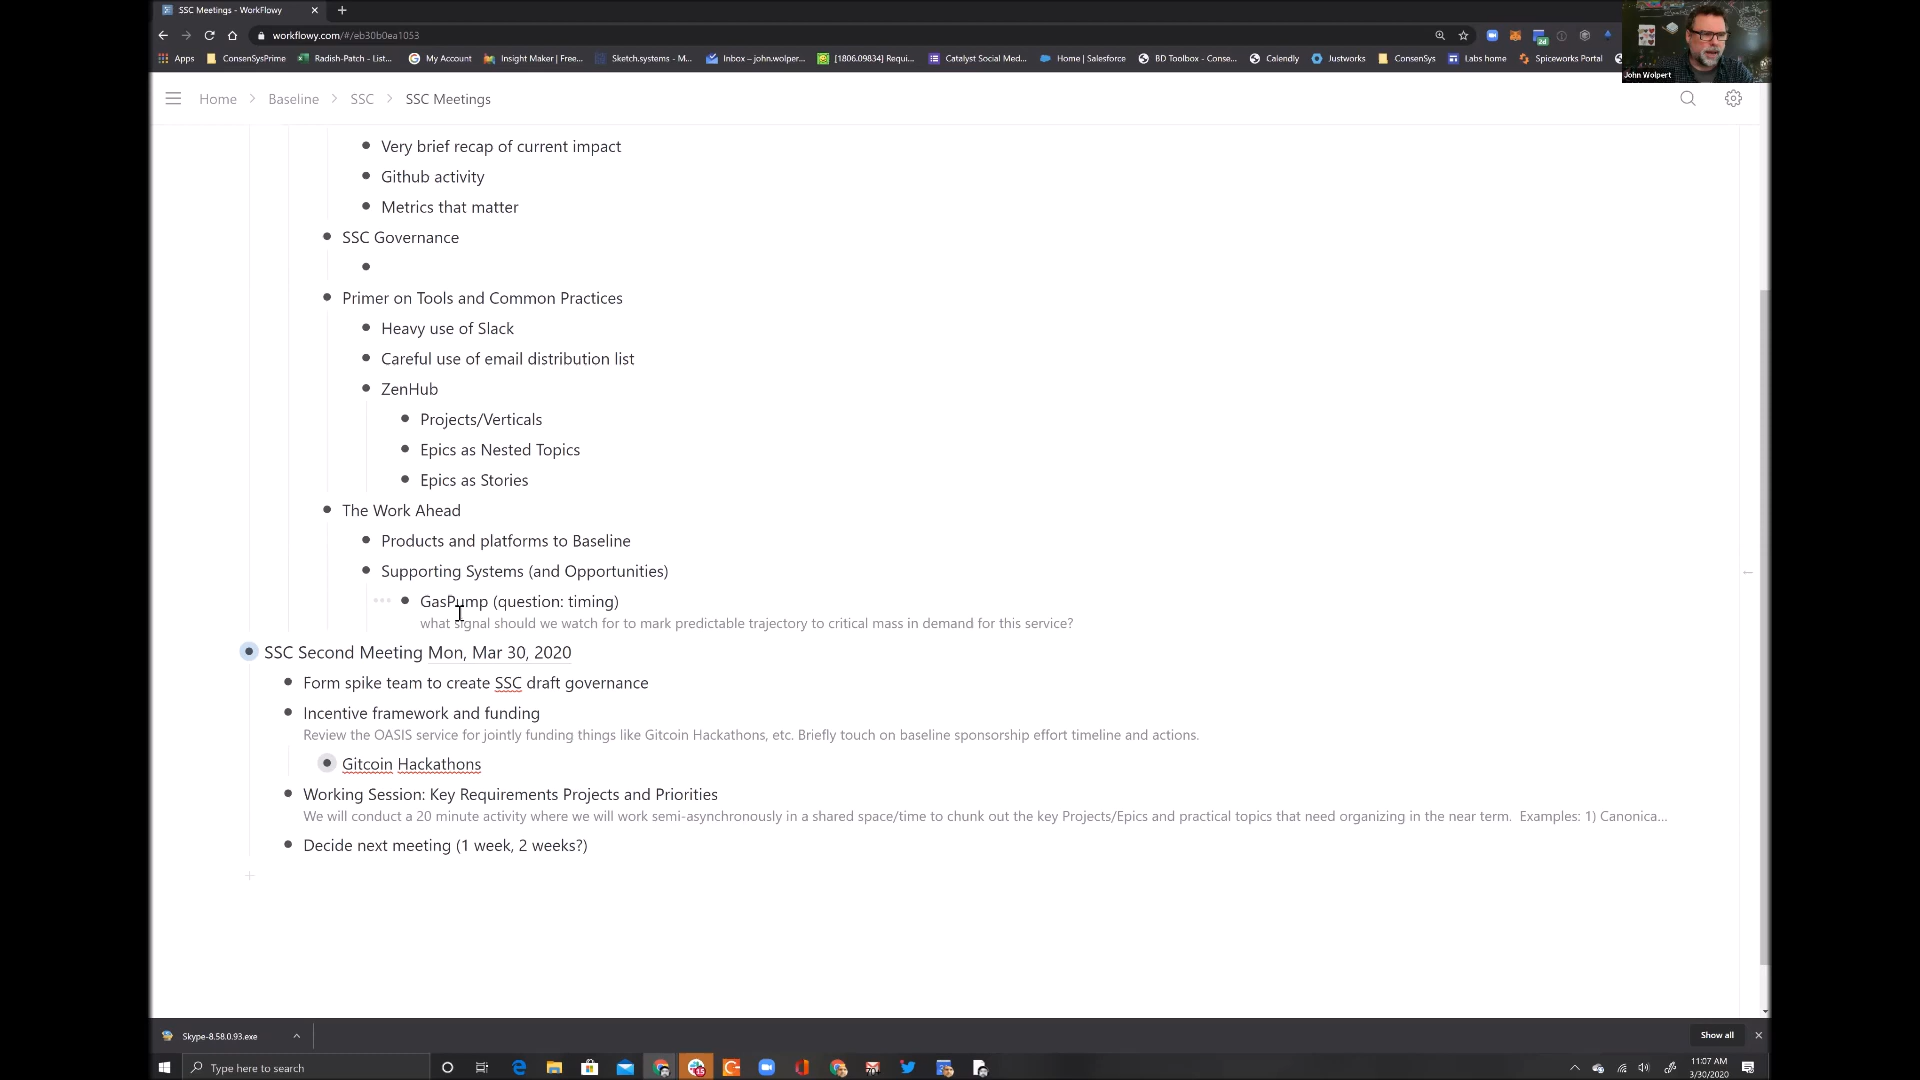 SSC Meetings - WorkFlowy
workflowy.com/#/eb30b0ea1053
Apps ConsenSysPrime Radish-Patch - List... My Account Insight Maker | Free... Sketch.systems - M... Inbox – john.wolper... [1806.09834] Requi... Catalyst Social Med... Home | Salesforce BD Toolbox - Conse... Calendly Justworks ConsenSys Labs home Spiceworks Portal
John Wolpert
Home > Baseline > SSC > SSC Meetings
Very brief recap of current impact
Github activity
Metrics that matter
SSC Governance
Primer on Tools and Common Practices
Heavy use of Slack
Careful use of email distribution list
ZenHub
Projects/Verticals
Epics as Nested Topics
Epics as Stories
The Work Ahead
Products and platforms to Baseline
Supporting Systems (and Opportunities)
GasPump (question: timing)
what signal should we watch for to mark predictable trajectory to critical mass in demand for this service?
SSC Second Meeting Mon, Mar 30, 2020
Form spike team to create SSC draft governance
Incentive framework and funding
Review the OASIS service for jointly funding things like Gitcoin Hackathons, etc. Briefly touch on baseline sponsorship effort timeline and actions.
Gitcoin Hackathons
Working Session: Key Requirements Projects and Priorities
We will conduct a 20 minute activity where we will work semi-asynchronously in a shared space/time to chunk out the key Projects/Epics and practical topics that need organizing in the near term. Examples: 1) Canonica...
Decide next meeting (1 week, 2 weeks?)
Skype-8.58.0.93.exe
Show all
Type here to search
11:07 AM
3/30/2020